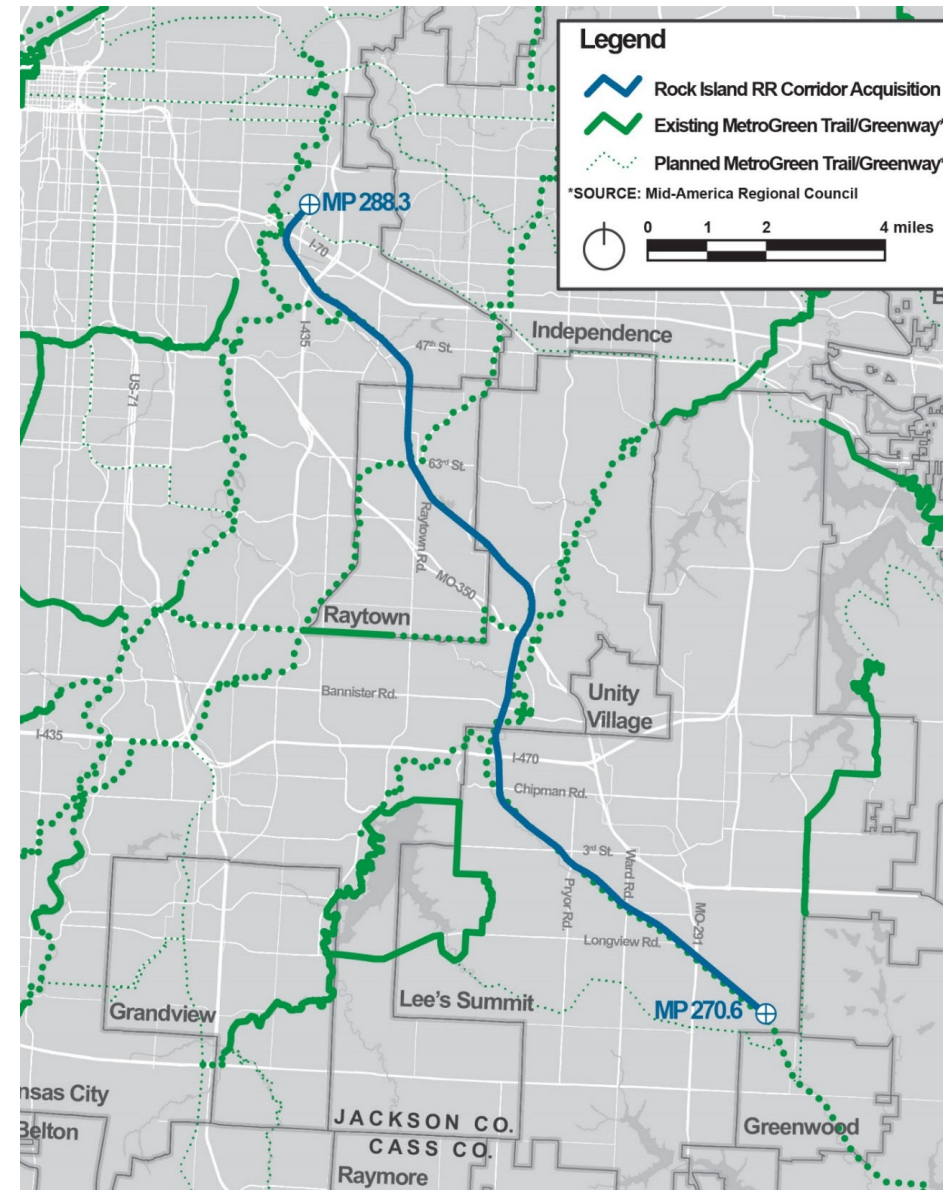 Legend
Rock Island RR Corridor Acquisition
Existing MetroGreen Trail/Greenway*
Planned MetroGreen Trail/Greenway*
*SOURCE: Mid-America Regional Council
0 1 2 4 miles
MP 288.3
I-70
I-435
Independence
47th St.
US-71
63rd St.
Raytown Rd.
MO-350
Raytown
Bannister Rd.
Unity
Village
I-435
I-470
Chipman Rd.
3rd St.
Pryor Rd.
Ward Rd.
MO-291
Longview Rd.
Lee's Summit
MP 270.6
Grandview
nsas City
Belton
JACKSON CO.
CASS CO.
Greenwood
Raymore